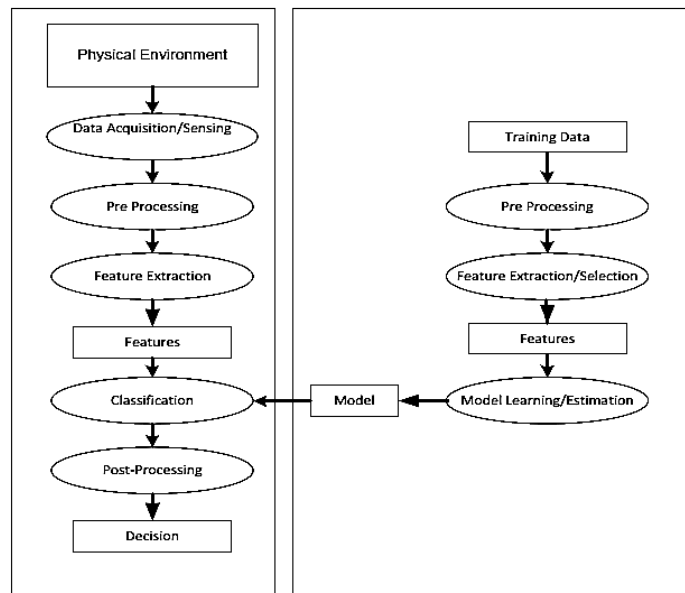 Physical Environment
Data Acquisition/Sensing
Pre Processing
Feature Extraction
Features
Classification
Post-Processing
Decision
Training Data
Pre Processing
Feature Extraction/Selection
Features
Model Learning/Estimation
Model